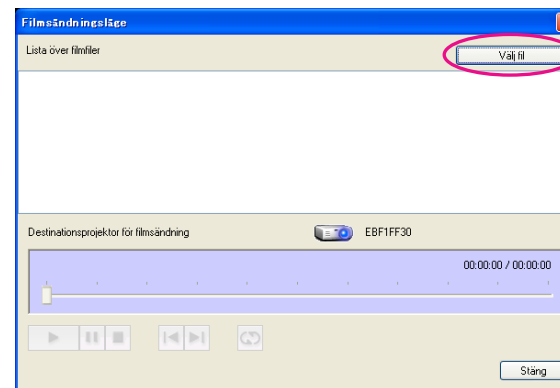 Filmsändningsläge
Lista över filmfiler
Välj fil
Destinationsprojektor för filmsändning
EBF1FF30
00:00:00 / 00:00:00
Stäng